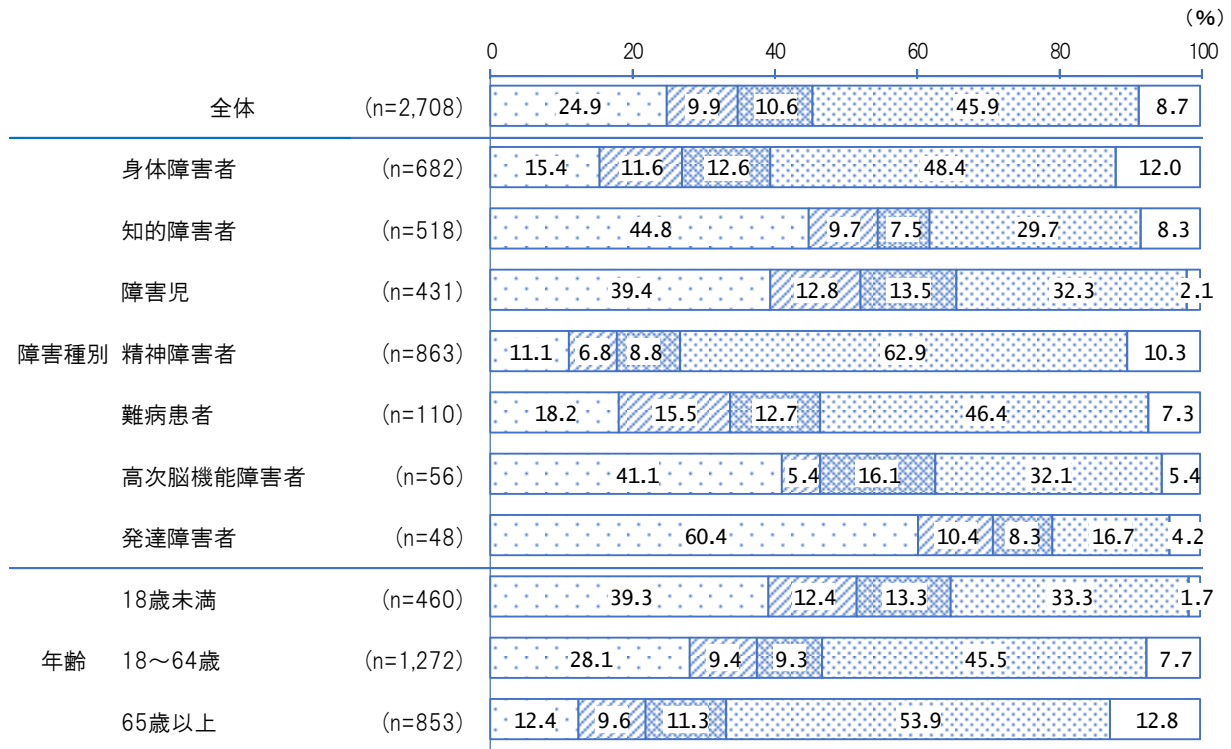 (%)
0 20 40 60 80 100
全体 (n=2,708) 24.9 9.9 10.6 45.9 8.7
身体障害者 (n=682) 15.4 11.6 12.6 48.4 12.0
知的障害者 (n=518) 44.8 9.7 7.5 29.7 8.3
障害児 (n=431) 39.4 12.8 13.5 32.3 2.1
障害種別 精神障害者 (n=863) 11.1 6.8 8.8 62.9 10.3
難病患者 (n=110) 18.2 15.5 12.7 46.4 7.3
高次脳機能障害者 (n=56) 41.1 5.4 16.1 32.1 5.4
発達障害者 (n=48) 60.4 10.4 8.3 16.7 4.2
18歳未満 (n=460) 39.3 12.4 13.3 33.3 1.7
年齢 18～64歳 (n=1,272) 28.1 9.4 9.3 45.5 7.7
65歳以上 (n=853) 12.4 9.6 11.3 53.9 12.8